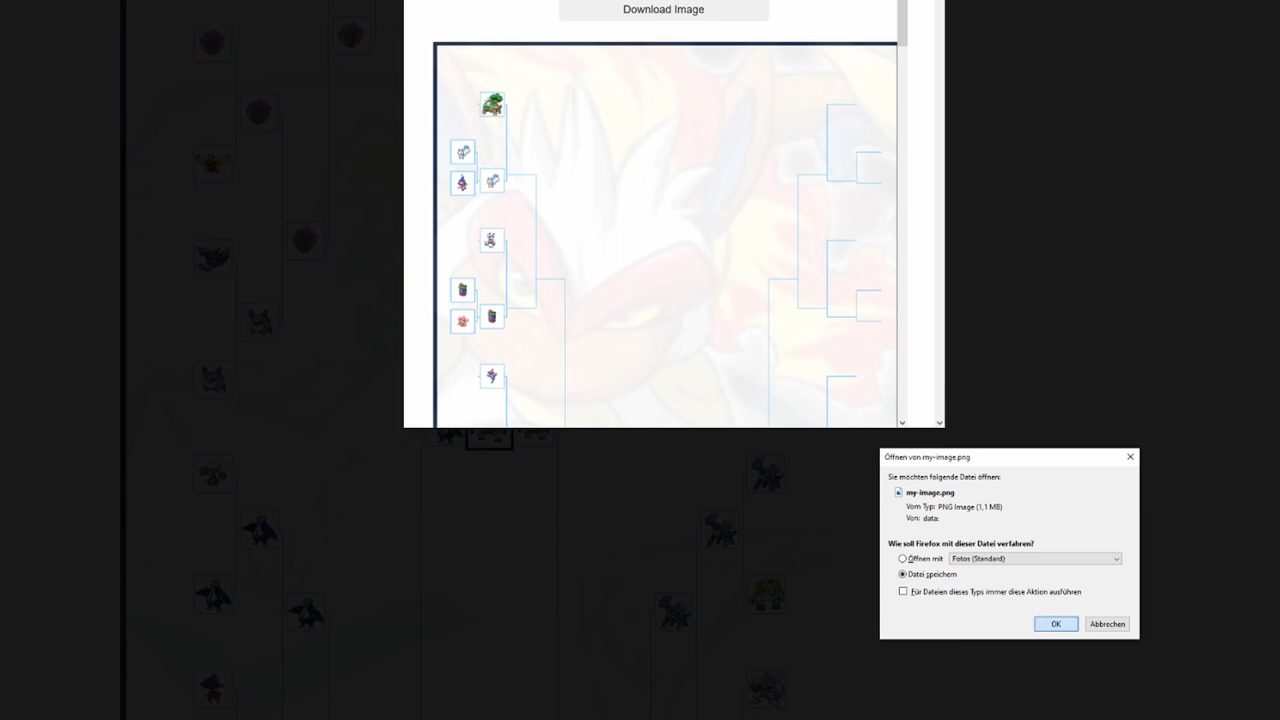 Download Image
Öffnen von my-image.png
Sie möchten folgende Datei öffnen:
my-image.png
Vom Typ: PNG Image (1,1 MB)
Von: data:
Wie soll Firefox mit dieser Datei verfahren?
Öffnen mit Fotos (Standard)
Datei speichern
Für Dateien dieses Typs immer diese Aktion ausführen
OK Abbrechen